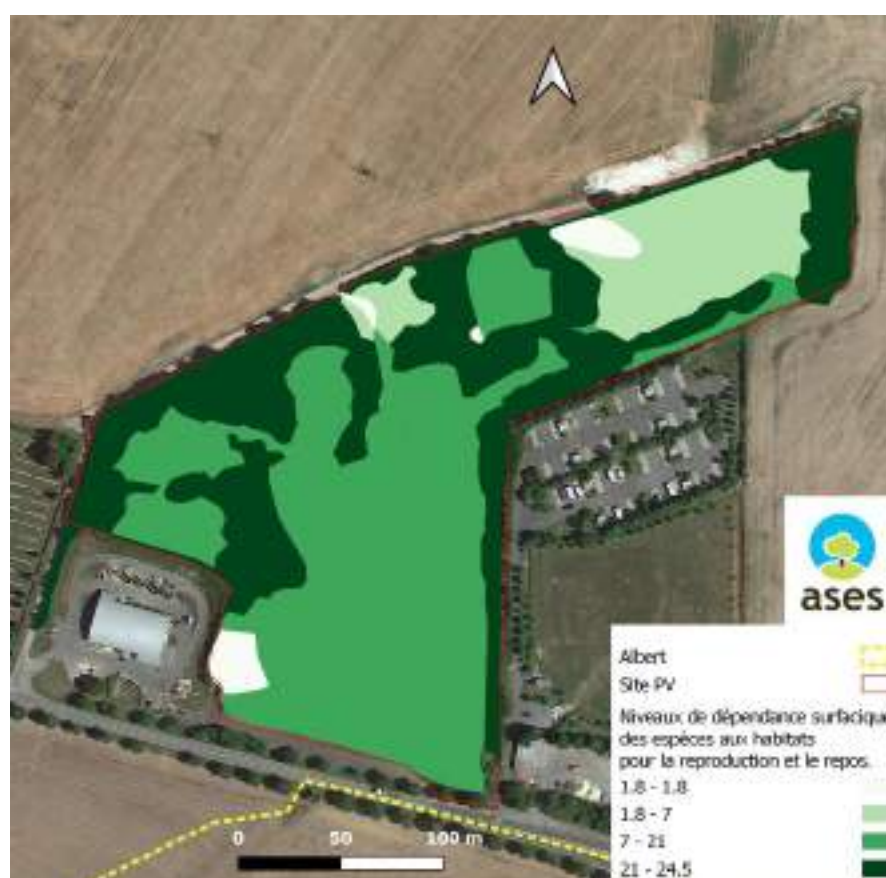 ases
Albert
Site PV
Niveaux de dépendance surfacique
des espèces aux habitats
pour la reproduction et le repos.
1.8 - 1.8
1.8 - 7
7 - 21
21 - 24.5
0 50 100 m